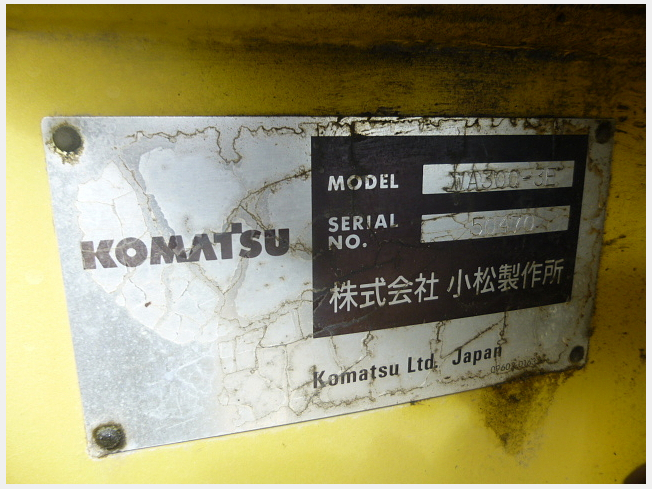 KOMATSU
MODEL WA300-3E
SERIAL NO. 50470
株式会社 小松製作所
Komatsu Ltd. Japan